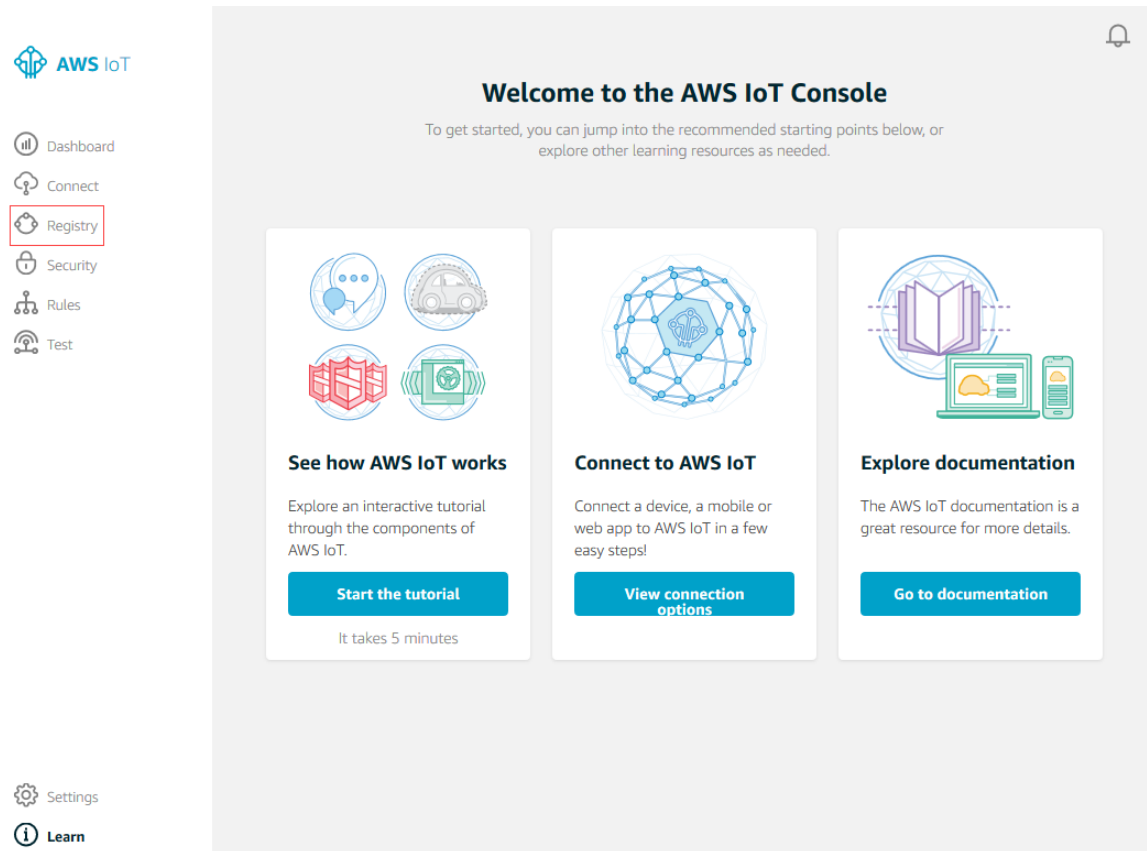 AWS IoT
Dashboard
Connect
Registry
Security
Rules
Test
Settings
Learn
Welcome to the AWS IoT Console
To get started, you can jump into the recommended starting points below, or
explore other learning resources as needed.
See how AWS IoT works
Explore an interactive tutorial
through the components of
AWS IoT.
Start the tutorial
It takes 5 minutes
Connect to AWS IoT
Connect a device, a mobile or
web app to AWS IoT in a few
easy steps!
View connection
options
Explore documentation
The AWS IoT documentation is a
great resource for more details.
Go to documentation